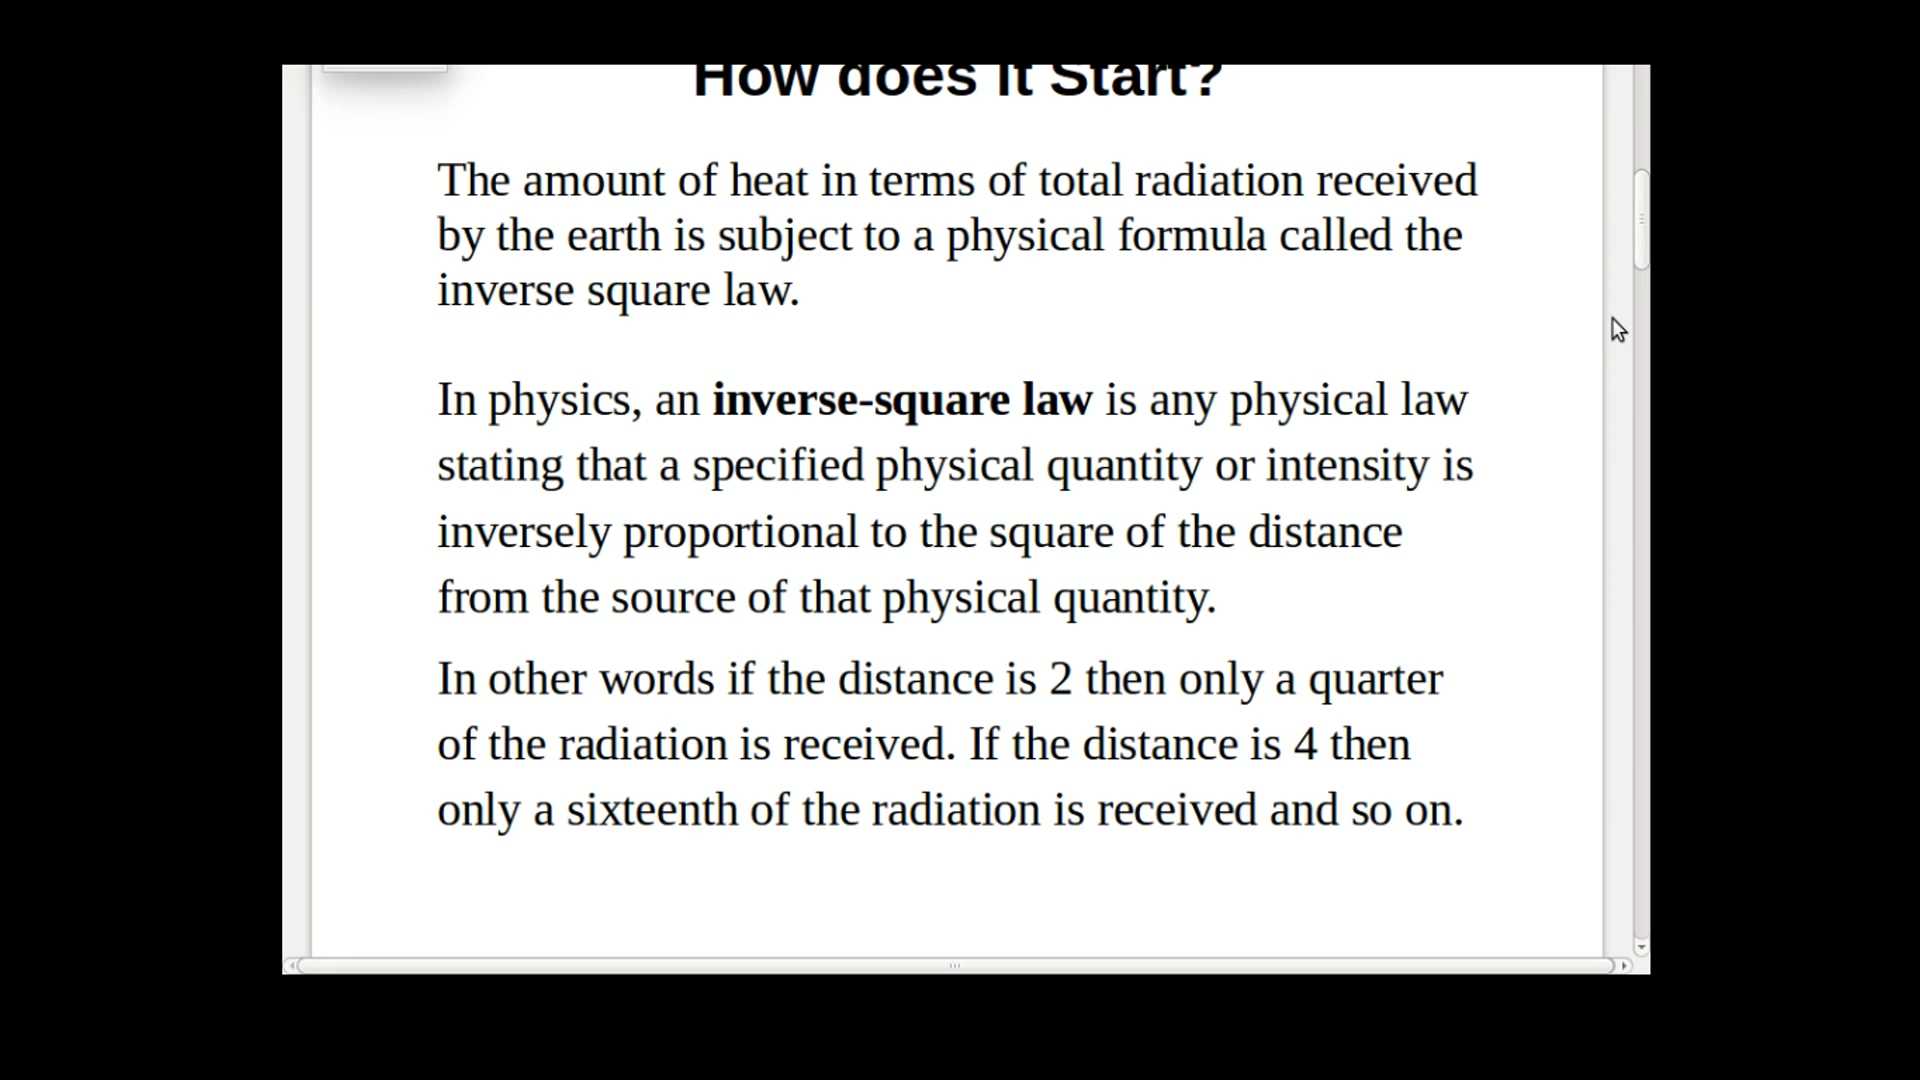 How does it Start?
The amount of heat in terms of total radiation received
by the earth is subject to a physical formula called the
inverse square law.
In physics, an inverse-square law is any physical law
stating that a specified physical quantity or intensity is
inversely proportional to the square of the distance
from the source of that physical quantity.
In other words if the distance is 2 then only a quarter
of the radiation is received. If the distance is 4 then
only a sixteenth of the radiation is received and so on.